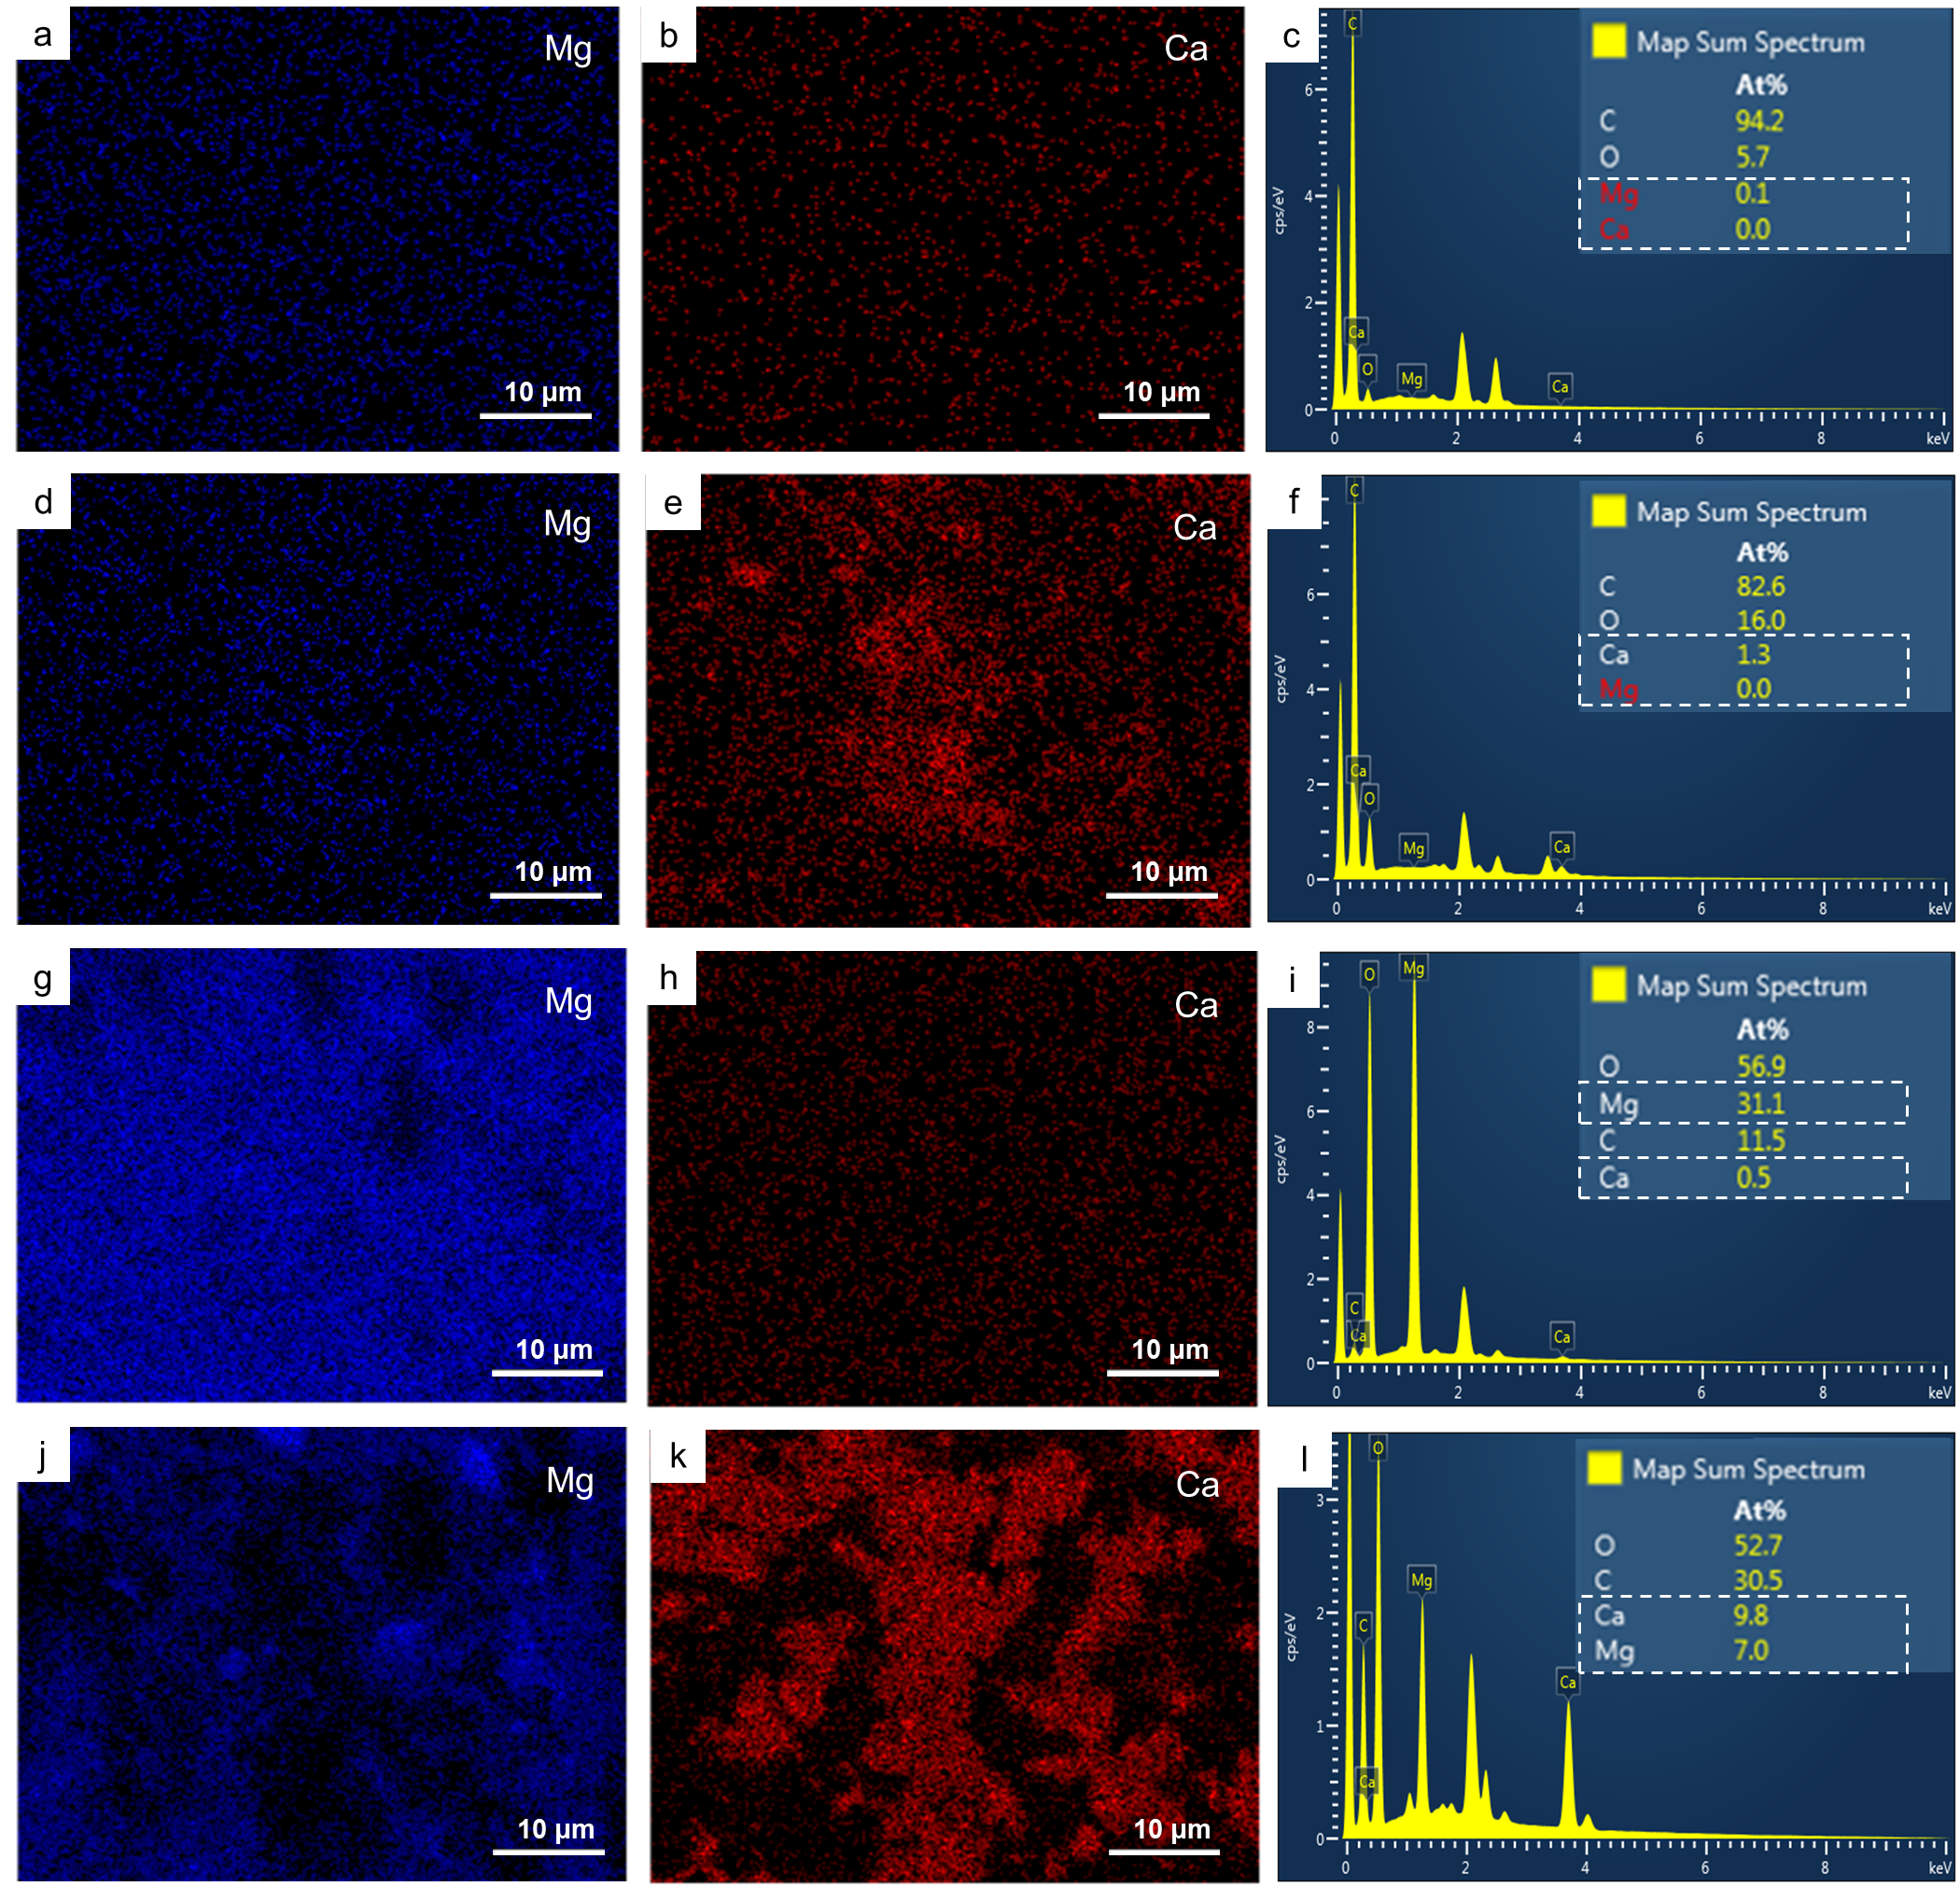 a
Mg
10 µm
b
Ca
10 µm
c
Map Sum Spectrum
At%
C 94.2
O 5.7
Mg 0.1
Ca 0.0
cps/eV
6
4
2
0
C
Ca
O
Mg
Ca
0 2 4 6 8 keV
d
Mg
10 µm
e
Ca
10 µm
f
Map Sum Spectrum
At%
C 82.6
O 16.0
Ca 1.3
Mg 0.0
cps/eV
6
4
2
0
C
Ca
O
Mg
Ca
0 2 4 6 8 keV
g
Mg
10 µm
h
Ca
10 µm
i
Map Sum Spectrum
At%
O 56.9
Mg 31.1
C 11.5
Ca 0.5
cps/eV
8
6
4
2
0
O
Mg
C
Ca
Ca
0 2 4 6 8 keV
j
Mg
10 µm
k
Ca
10 µm
l
Map Sum Spectrum
At%
O 52.7
C 30.5
Ca 9.8
Mg 7.0
cps/eV
3
2
1
0
O
Mg
C
Ca
Ca
0 2 4 6 8 keV